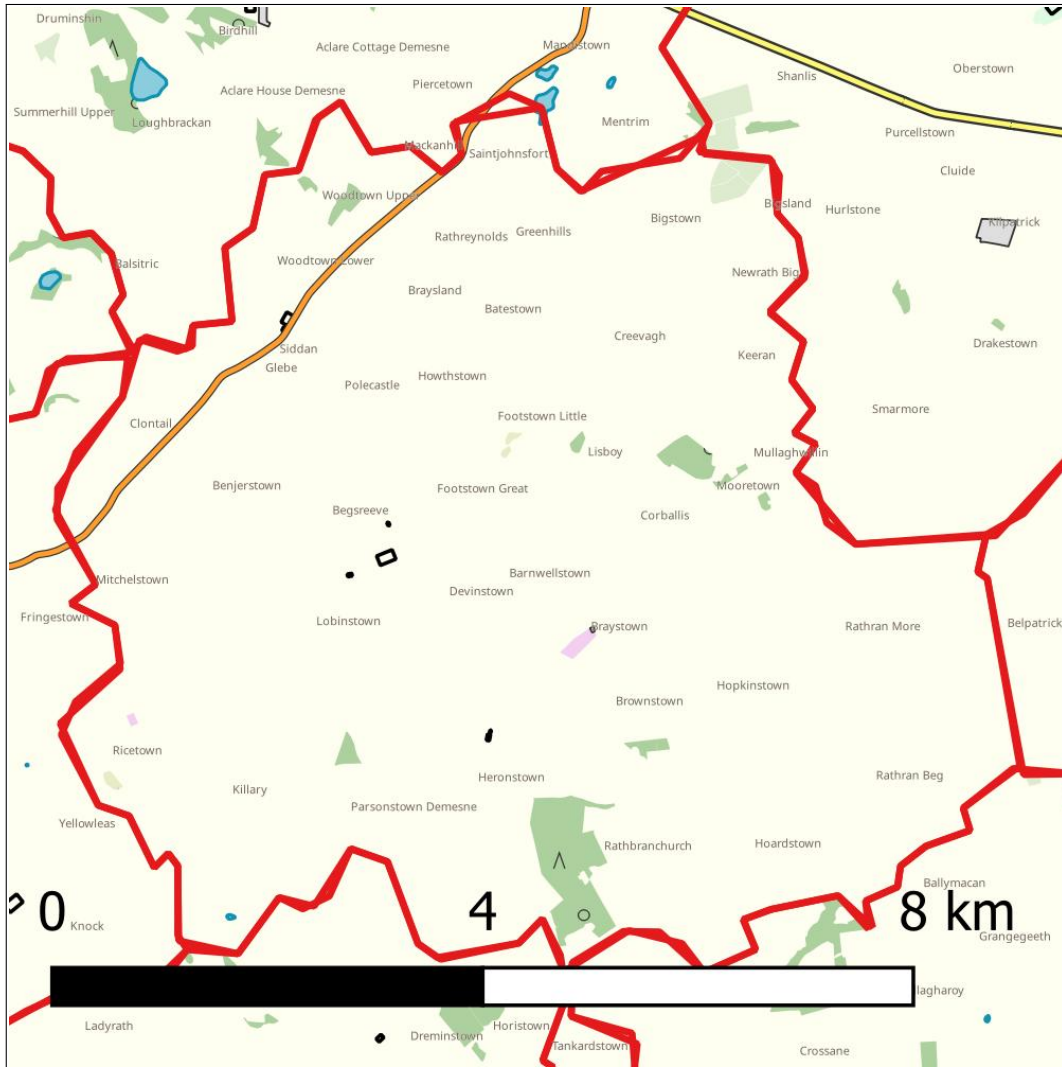 Druminshin
Birdhill
Aclare Cottage Demesne
Piercetown
Shanlis
Oberstown
Summerhill Upper
Loughbrackan
Aclare House Demesne
Mentrim
Purcellstown
Saintjohnsfort
Cluide
Woodtown Upper
Bigstown
Bigsland
Hurlstone
Kilpatrick
Rathreynolds
Greenhills
Balsitric
Woodtown Lower
Newrath Big
Braysland
Batestown
Creevagh
Keeran
Drakestown
Siddan
Glebe
Polecastle
Howthstown
Smarmore
Clontail
Footstown Little
Lisboy
Benjerstown
Footstown Great
Mooretown
Begsreeve
Corballis
Mitchelstown
Barnwellstown
Devinstown
Fringestown
Lobinstown
Braystown
Rathran More
Belpatrick
Brownstown
Hopkinstown
Ricetown
Killary
Heronstown
Rathran Beg
Parsonstown Demesne
Yellowleas
Rathbranchurch
Hoardstown
Ballymacan
0 4 8 km
Knock
Grangegeeth
Ladyrath
Dreminstown
Horistown
Tankardstown
Crossane